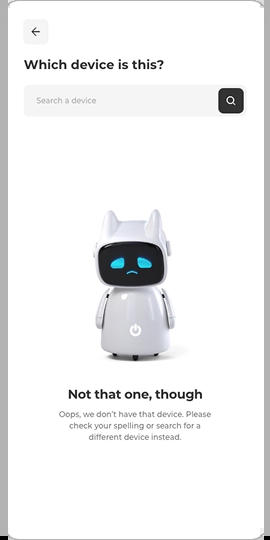 Which device is this?
Search a device
Not that one, though
Oops, we don't have that device. Please
check your spelling or search for a
different device instead.